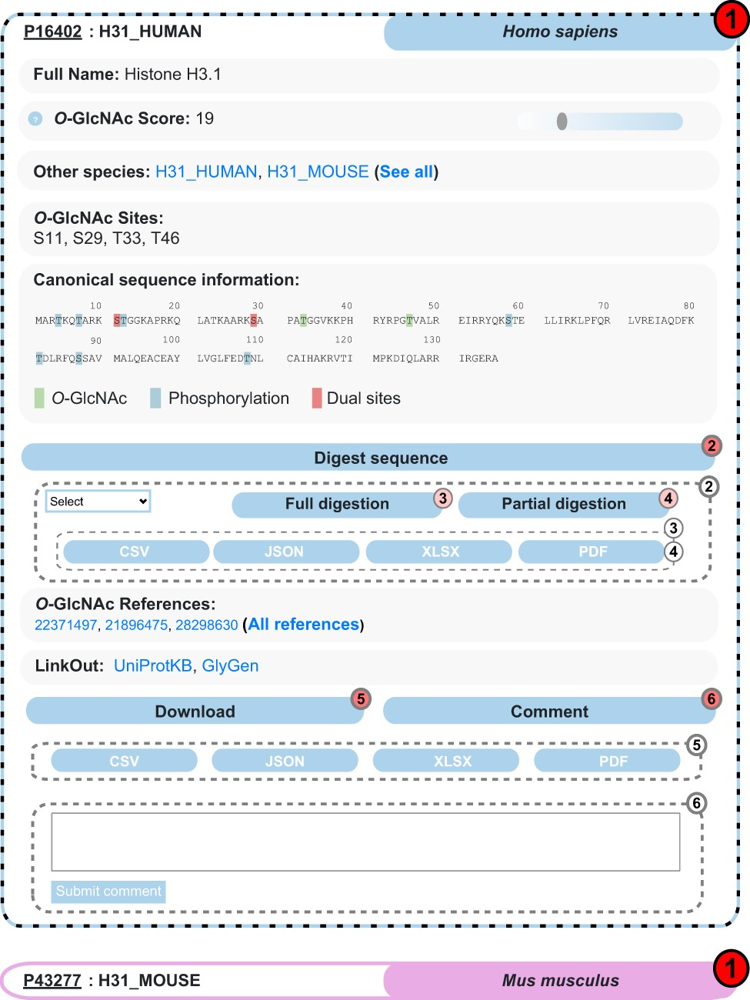 1
P16402 : H31_HUMAN Homo sapiens
Full Name: Histone H3.1
? O-GlcNAc Score: 19
Other species: H31_HUMAN, H31_MOUSE (See all)
O-GlcNAc Sites:
S11, S29, T33, T46
Canonical sequence information:
10 20 30 40 50 60 70 80
MARTKQTARK STGGKAPRKQ LATKAARKSA PATGGVKKPH RYRPGTVALR EIRRYQKSTE LLIRKLPFQR LVREIAQDFK
90 100 110 120 130
TDLRFQSSAV MALQEACEAY LVGLFEDTNL CAIHAKRVTI MPKDIQLARR IRGERA
O-GlcNAc Phosphorylation Dual sites
Digest sequence 2
2
Select Full digestion 3 Partial digestion 4
3
CSV JSON XLSX PDF 4
O-GlcNAc References:
22371497, 21896475, 28298630 (All references)
LinkOut: UniProtKB, GlyGen
Download 5 Comment 6
5
CSV JSON XLSX PDF
6
Submit comment
1
P43277 : H31_MOUSE Mus musculus